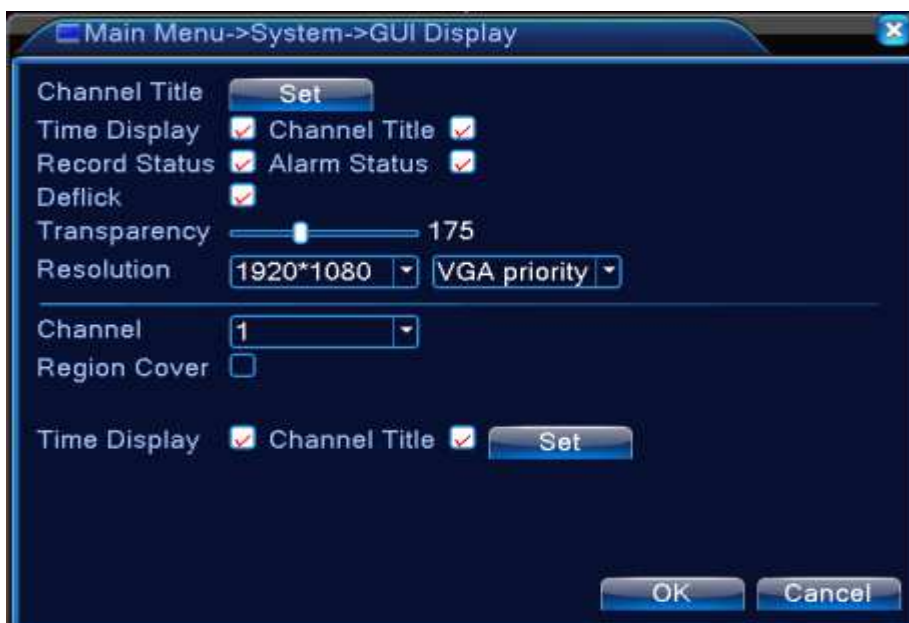 Main Menu->System->GUI Display
Channel Title Set
Time Display Channel Title
Record Status Alarm Status
Deflick
Transparency 175
Resolution 1920*1080 VGA priority
Channel 1
Region Cover
Time Display Channel Title Set
OK Cancel